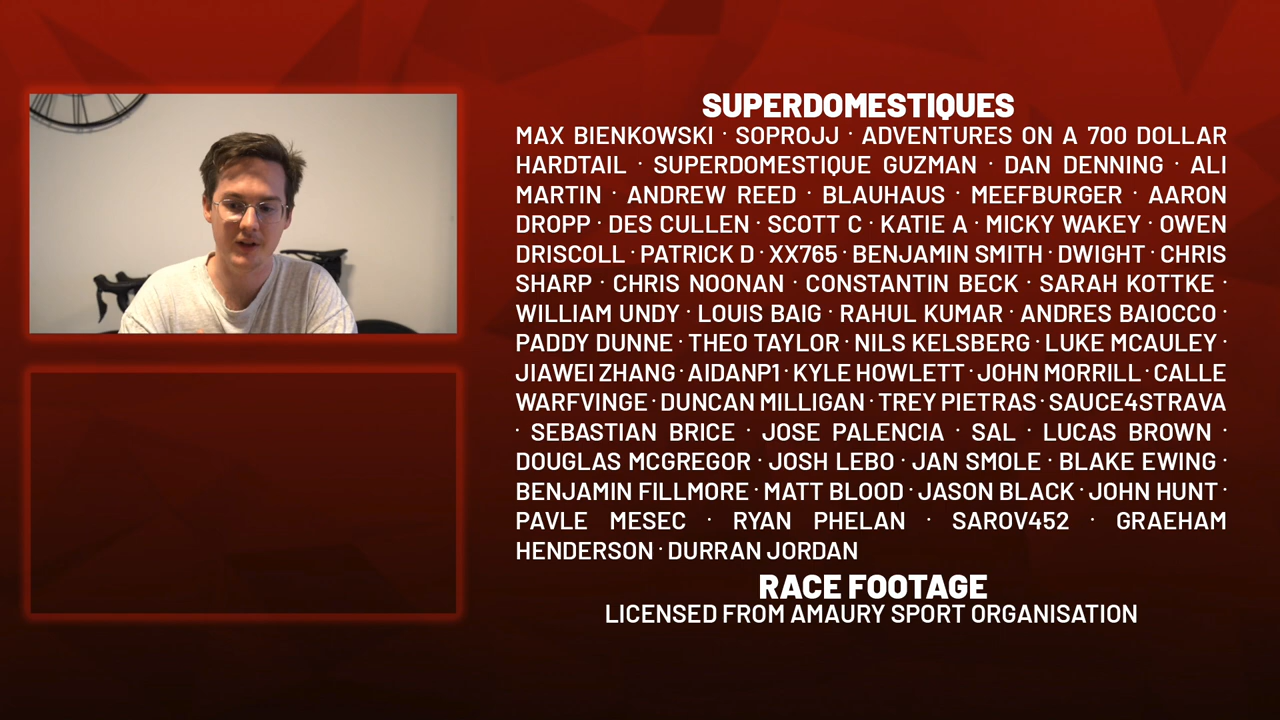 SUPERDOMESTIQUES
MAX BIENKOWSKI · SOPROJJ · ADVENTURES ON A 700 DOLLAR
HARDTAIL · SUPERDOMESTIQUE GUZMAN · DAN DENNING · ALI
MARTIN · ANDREW REED · BLAUHAUS · MEEFBURGER · AARON
DROPP · DES CULLEN · SCOTT C · KATIE A · MICKY WAKEY · OWEN
DRISCOLL · PATRICK D · XX765 · BENJAMIN SMITH · DWIGHT · CHRIS
SHARP · CHRIS NOONAN · CONSTANTIN BECK · SARAH KOTTKE ·
WILLIAM UNDY · LOUIS BAIG · RAHUL KUMAR · ANDRES BAIOCCO ·
PADDY DUNNE · THEO TAYLOR · NILS KELSBERG · LUKE MCAULEY ·
JIAWEI ZHANG · AIDANP1 · KYLE HOWLETT · JOHN MORRILL · CALLE
WARFVINGE · DUNCAN MILLIGAN · TREY PIETRAS · SAUCE4STRAVA
· SEBASTIAN BRICE · JOSE PALENCIA · SAL · LUCAS BROWN ·
DOUGLAS MCGREGOR · JOSH LEBO · JAN SMOLE · BLAKE EWING ·
BENJAMIN FILLMORE · MATT BLOOD · JASON BLACK · JOHN HUNT ·
PAVLE MESEC · RYAN PHELAN · SAROV452 · GRAEHAM
HENDERSON · DURRAN JORDAN
RACE FOOTAGE
LICENSED FROM AMAURY SPORT ORGANISATION